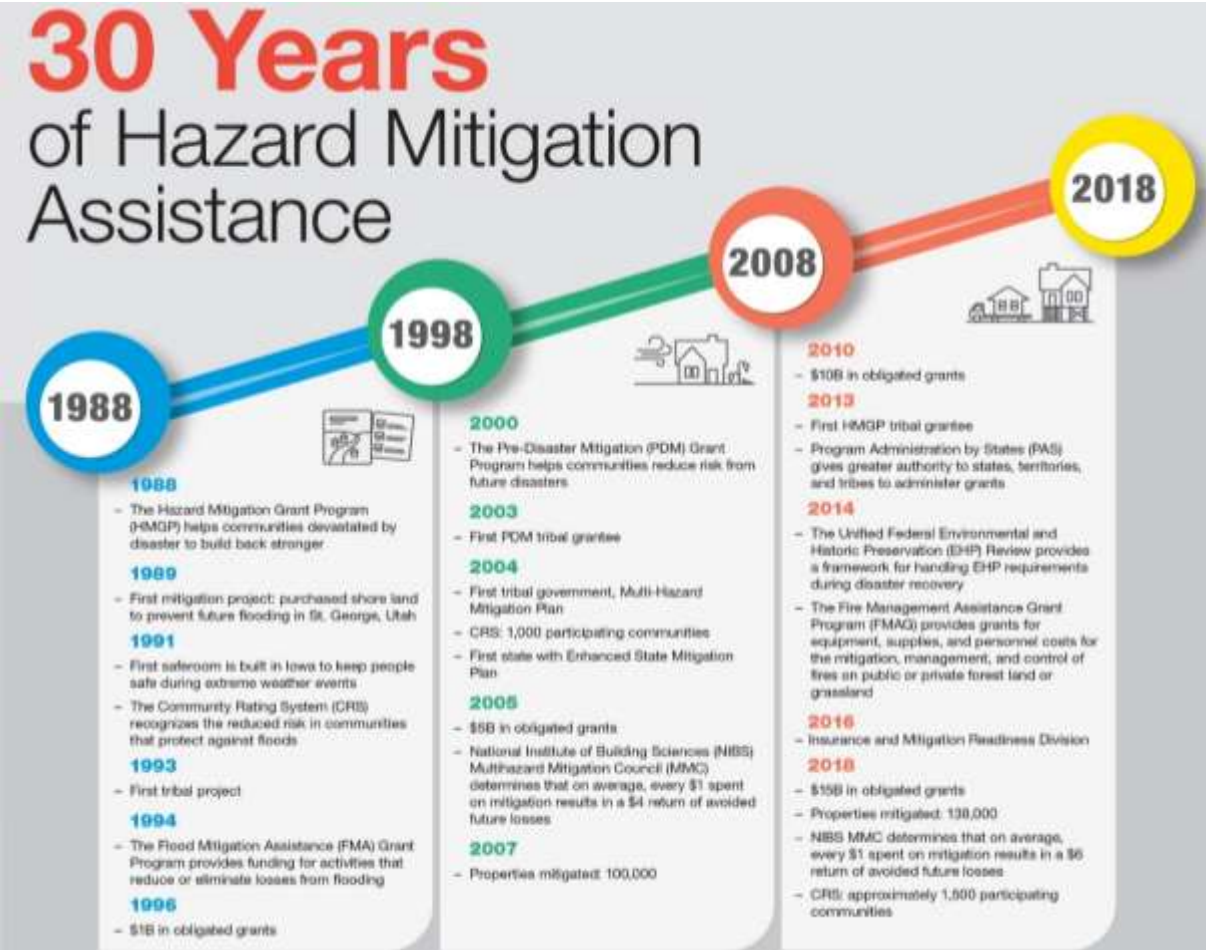 30 Years
of Hazard Mitigation
Assistance
1988
1998
2008
2018
1988
- The Hazard Mitigation Grant Program
(HMGP) helps communities devastated by
disaster to build back stronger
1989
- First mitigation project: purchased shore land
to prevent future flooding in St. George, Utah
1991
- First saferoom is built in Iowa to keep people
safe during extreme weather events
- The Community Rating System (CRS)
recognizes the reduced risk in communities
that protect against floods
1993
- First tribal project
1994
- The Flood Mitigation Assistance (FMA) Grant
Program provides funding for activities that
reduce or eliminate losses from flooding
1996
- $1B in obligated grants
2000
- The Pre-Disaster Mitigation (PDM) Grant
Program helps communities reduce risk from
future disasters
2003
- First PDM tribal grantee
2004
- First tribal government, Multi-Hazard
Mitigation Plan
- CRS: 1,000 participating communities
- First state with Enhanced State Mitigation
Plan
2005
- $5B in obligated grants
- National Institute of Building Sciences (NIBS)
Multihazard Mitigation Council (MMC)
determines that on average, every $1 spent
on mitigation results in a $4 return of avoided
future losses
2007
- Properties mitigated: 100,000
2010
- $10B in obligated grants
2013
- First HMGP tribal grantee
- Program Administration by States (PAS)
gives greater authority to states, territories,
and tribes to administer grants
2014
- The Unified Federal Environmental and
Historic Preservation (EHP) Review provides
a framework for handling EHP requirements
during disaster recovery
- The Fire Management Assistance Grant
Program (FMAG) provides grants for
equipment, supplies, and personnel costs for
the mitigation, management, and control of
fires on public or private forest land or
grassland
2016
- Insurance and Mitigation Readiness Division
2018
- $15B in obligated grants
- Properties mitigated:
- NIBS MMC determines that on average,
every $1 spent on mitigation results in a $6
return of avoided future losses
- CRS: approximately 1,500 participating
communities